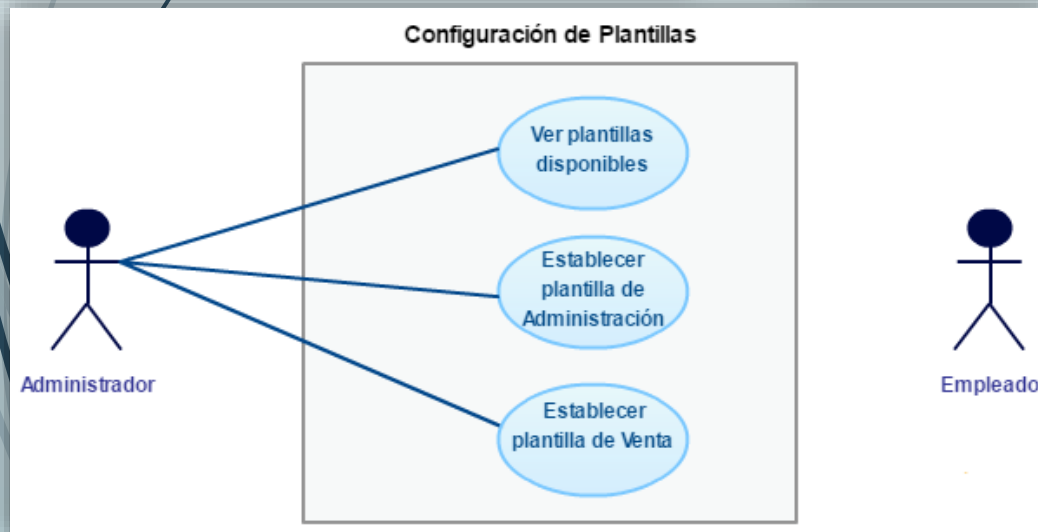 Configuración de Plantillas
Ver plantillas
disponibles
Establecer
plantilla de
Administración
Administrador
Empleado
Establecer
plantilla de Venta